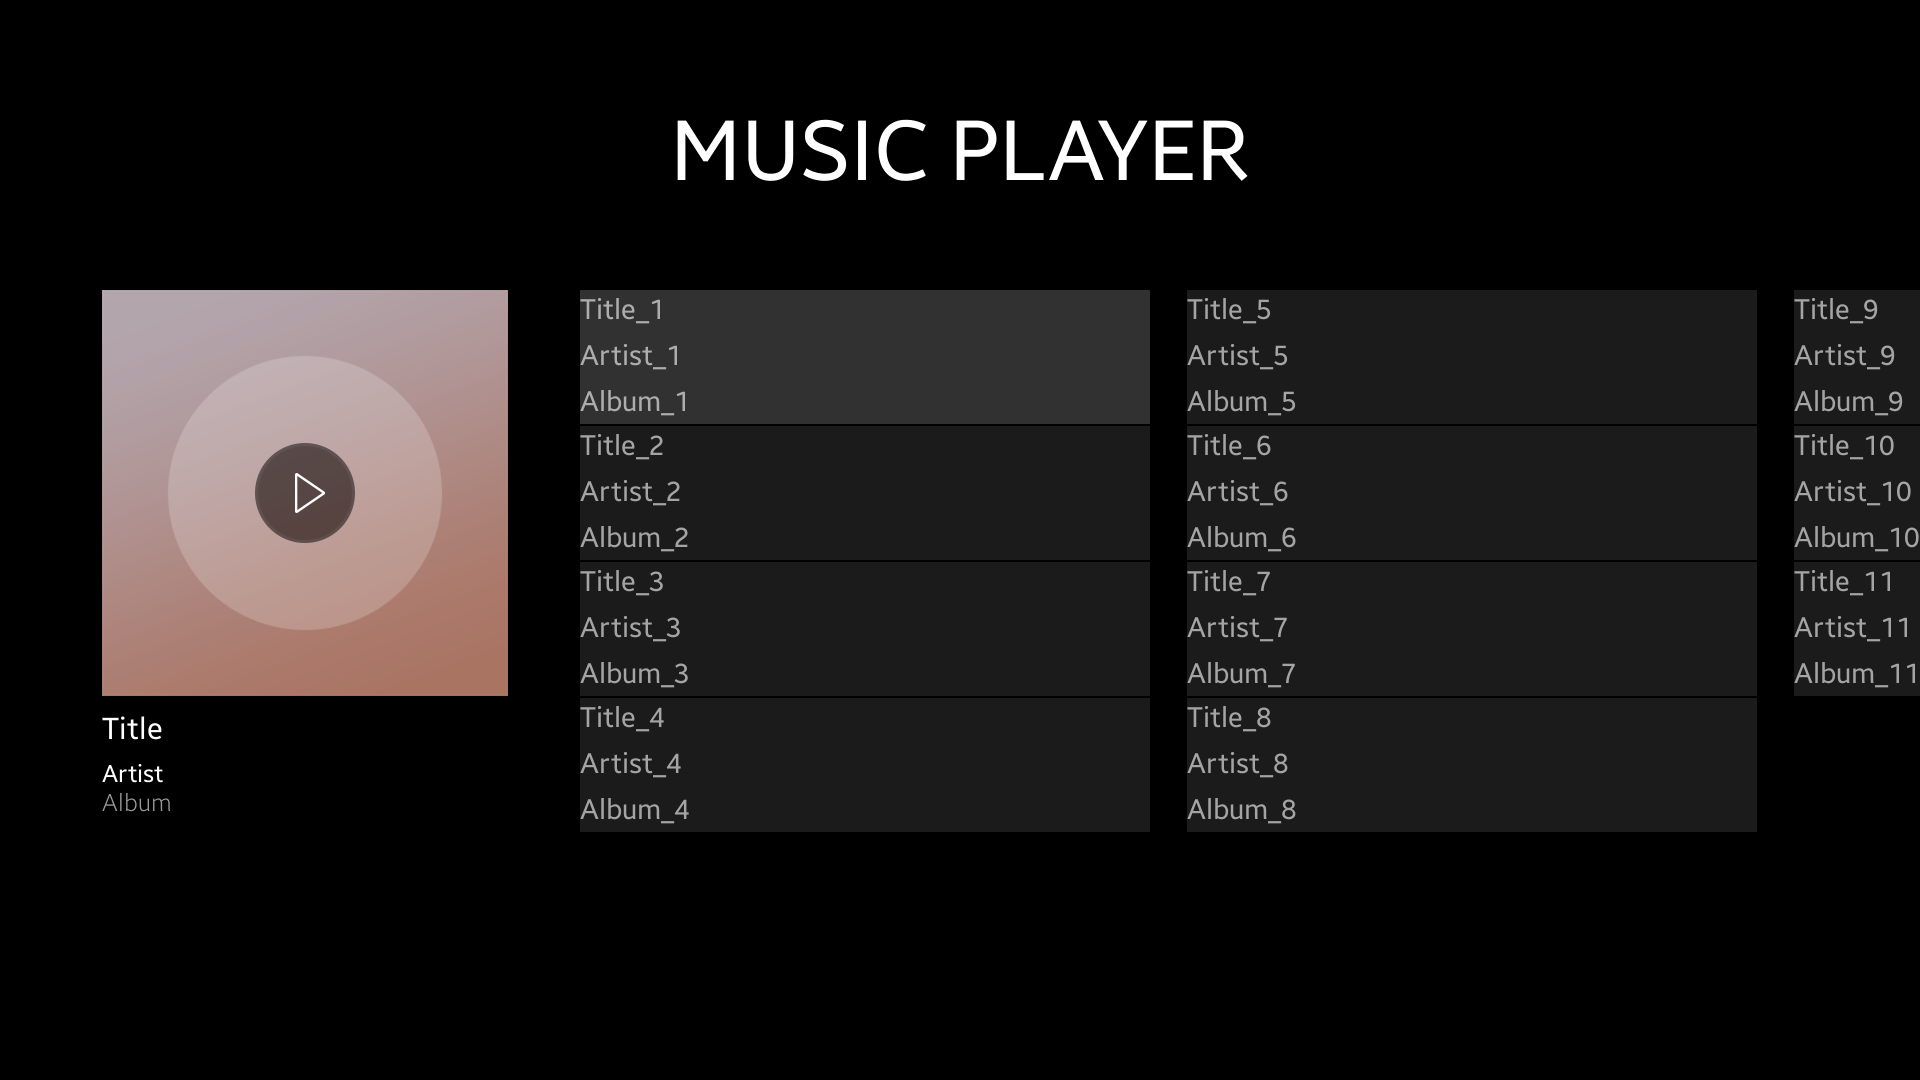 MUSIC PLAYER
Title
Artist
Album
Title_1
Artist_1
Album_1
Title_2
Artist_2
Album_2
Title_3
Artist_3
Album_3
Title_4
Artist_4
Album_4
Title_5
Artist_5
Album_5
Title_6
Artist_6
Album_6
Title_7
Artist_7
Album_7
Title_8
Artist_8
Album_8
Title_9
Artist_9
Album_9
Title_10
Artist_10
Album_10
Title_11
Artist_11
Album_11